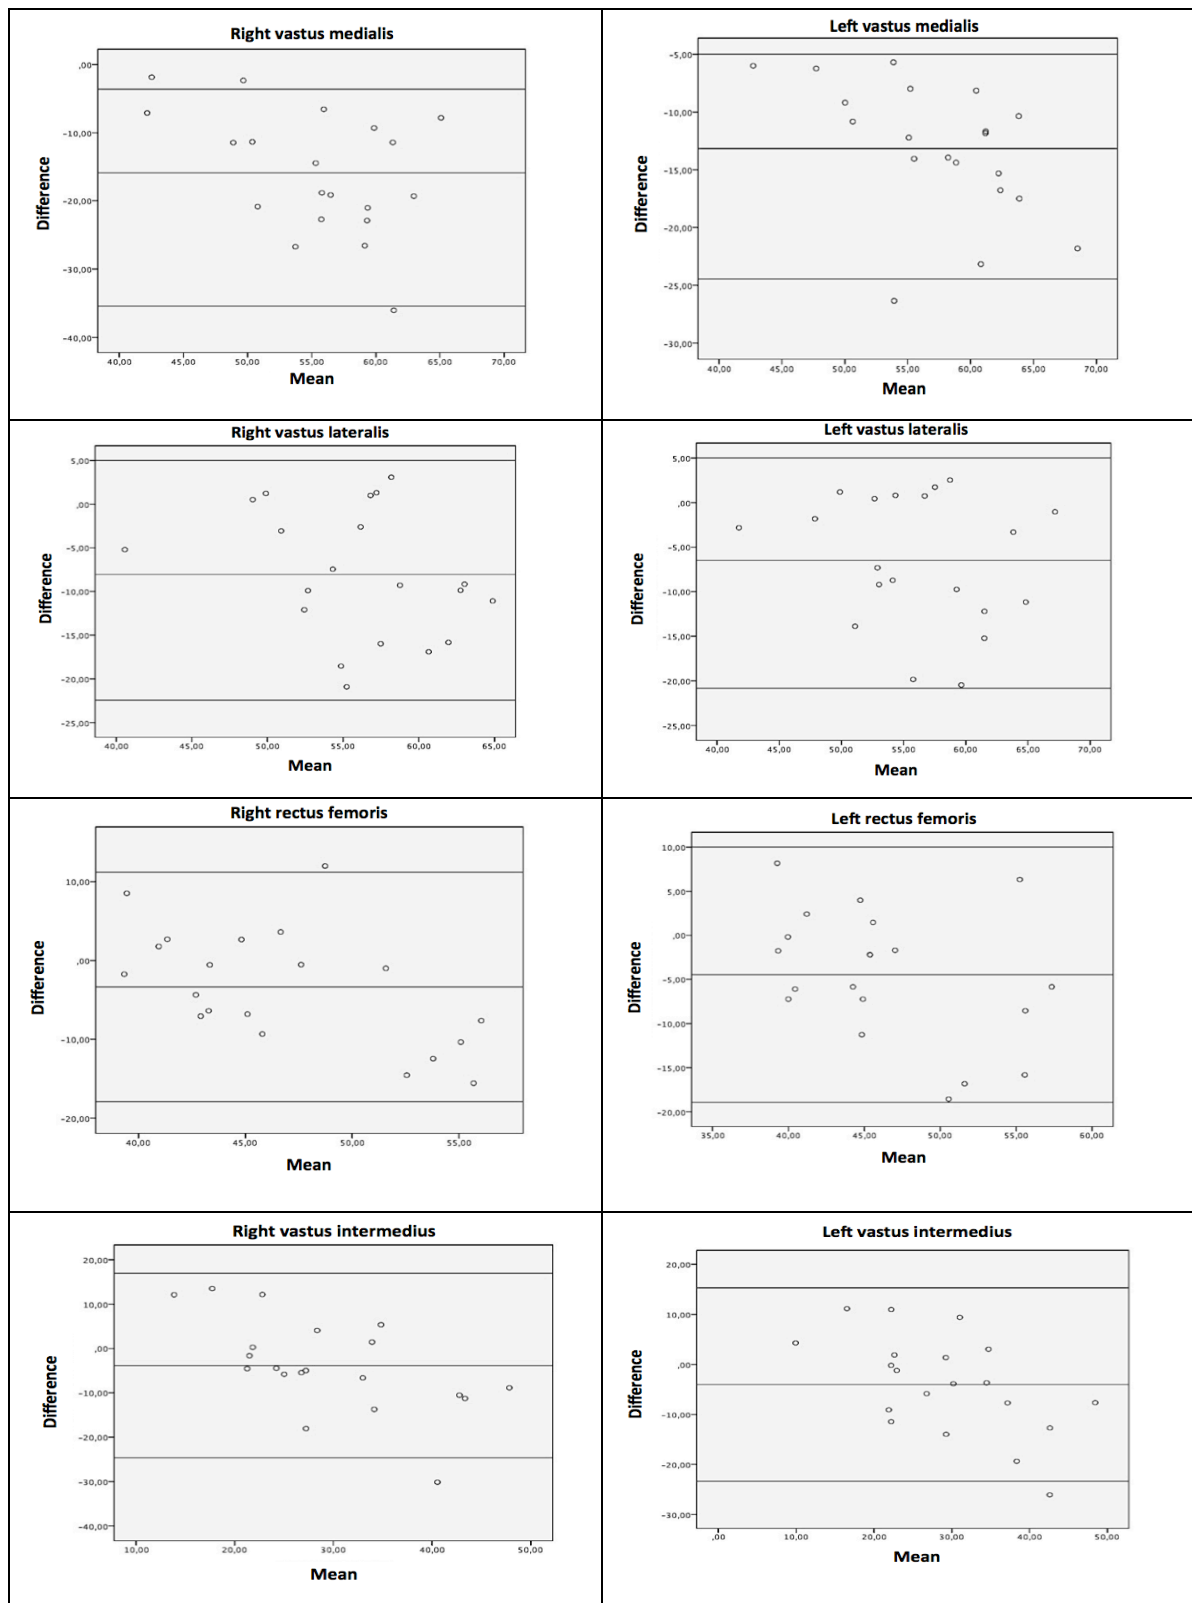 Right vastus medialis
,00
-10,00
-20,00
-30,00
-40,00
Difference
40,00 45,00 50,00 55,00 60,00 65,00 70,00
Mean
Left vastus medialis
-5,00
-10,00
-15,00
-20,00
-25,00
-30,00
Difference
40,00 45,00 50,00 55,00 60,00 65,00 70,00
Mean
Right vastus lateralis
5,00
,00
-5,00
-10,00
-15,00
-20,00
-25,00
Difference
40,00 45,00 50,00 55,00 60,00 65,00
Mean
Left vastus lateralis
5,00
,00
-5,00
-10,00
-15,00
-20,00
-25,00
Difference
40,00 45,00 50,00 55,00 60,00 65,00 70,00
Mean
Right rectus femoris
10,00
,00
-10,00
-20,00
Difference
40,00 45,00 50,00 55,00
Mean
Left rectus femoris
10,00
5,00
,00
-5,00
-10,00
-15,00
-20,00
Difference
35,00 40,00 45,00 50,00 55,00 60,00
Mean
Right vastus intermedius
20,00
10,00
,00
-10,00
-20,00
-30,00
-40,00
Difference
10,00 20,00 30,00 40,00 50,00
Mean
Left vastus intermedius
20,00
10,00
,00
-10,00
-20,00
-30,00
Difference
,00 10,00 20,00 30,00 40,00 50,00
Mean